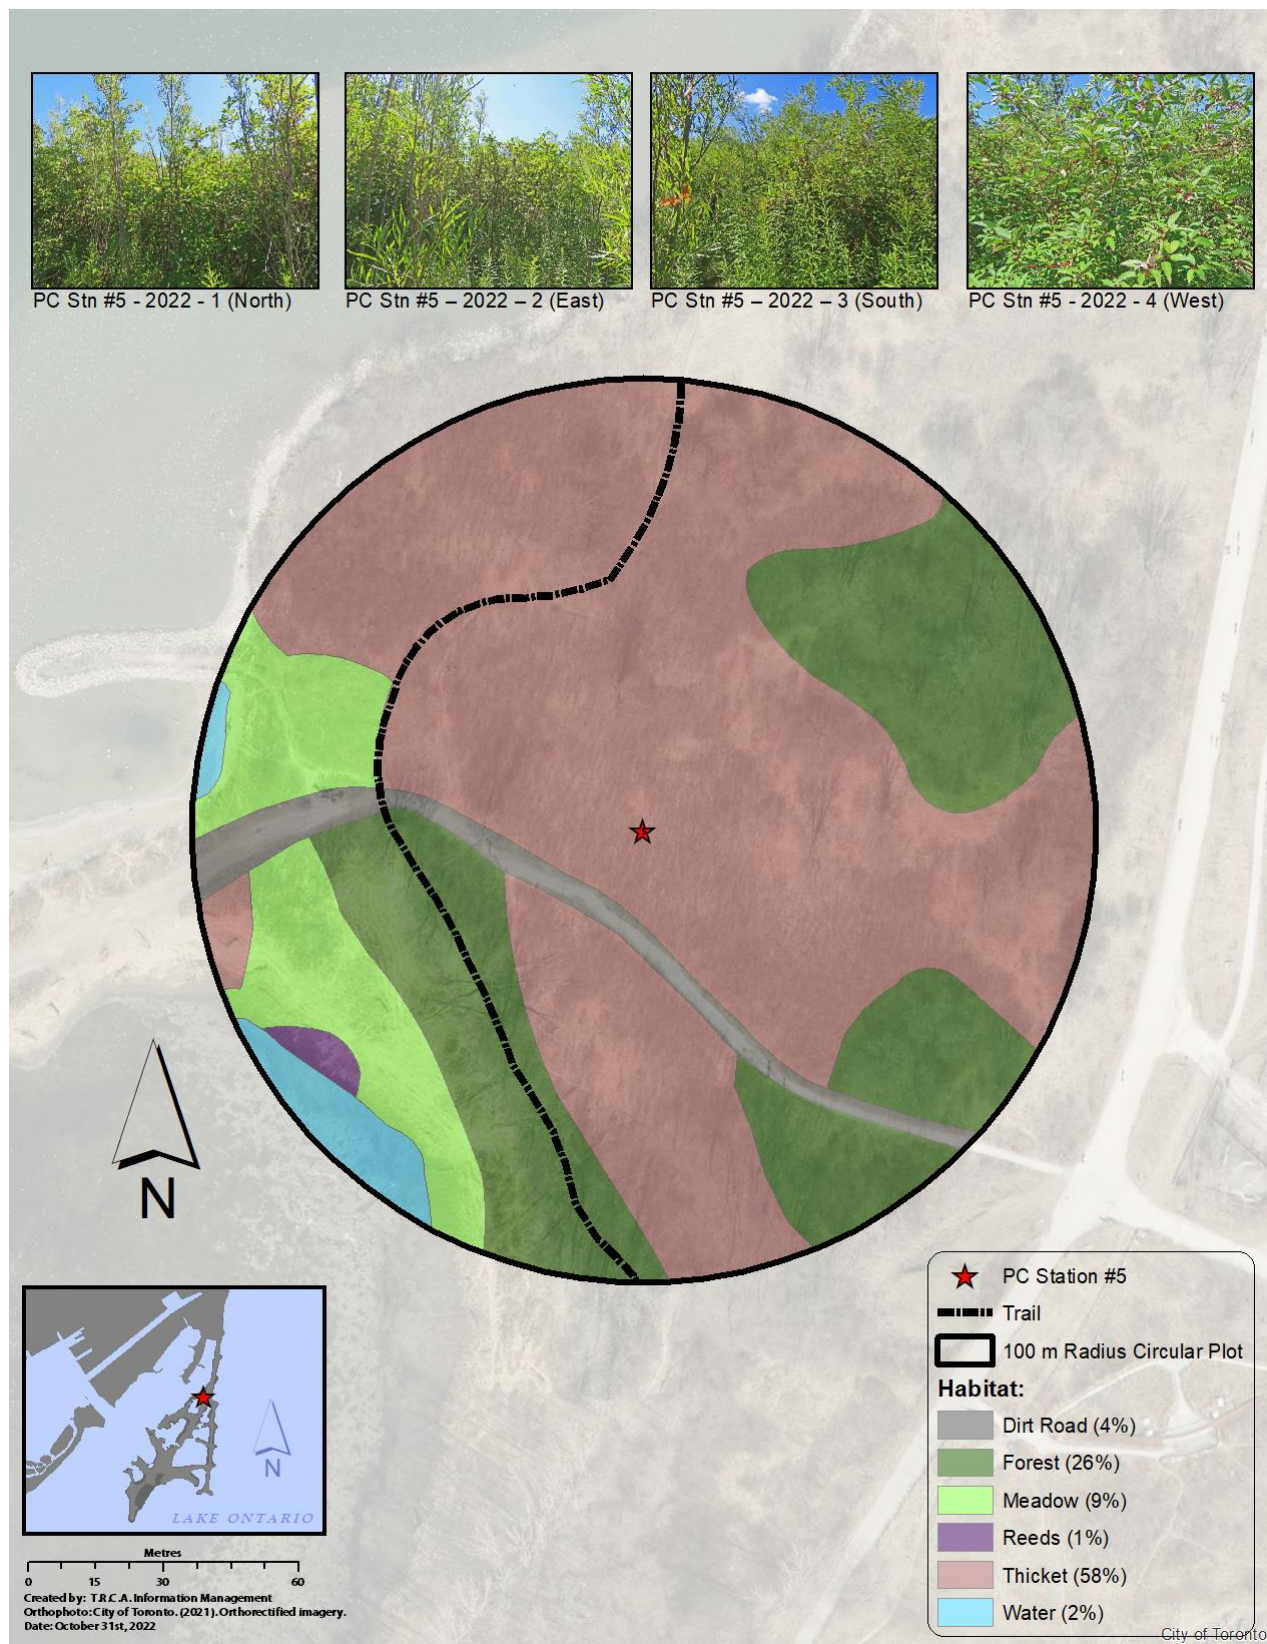 PC Stn #5 - 2022 - 1 (North)
PC Stn #5 – 2022 – 2 (East)
PC Stn #5 – 2022 – 3 (South)
PC Stn #5 - 2022 - 4 (West)
N
N
LAKE ONTARIO
Metres
0 15 30 60
Created by: T.R.C.A. Information Management
Orthophoto: City of Toronto. (2021). Orthorectified imagery.
Date: October 31st, 2022
PC Station #5
Trail
100 m Radius Circular Plot
Habitat:
Dirt Road (4%)
Forest (26%)
Meadow (9%)
Reeds (1%)
Thicket (58%)
Water (2%)
City of Toronto